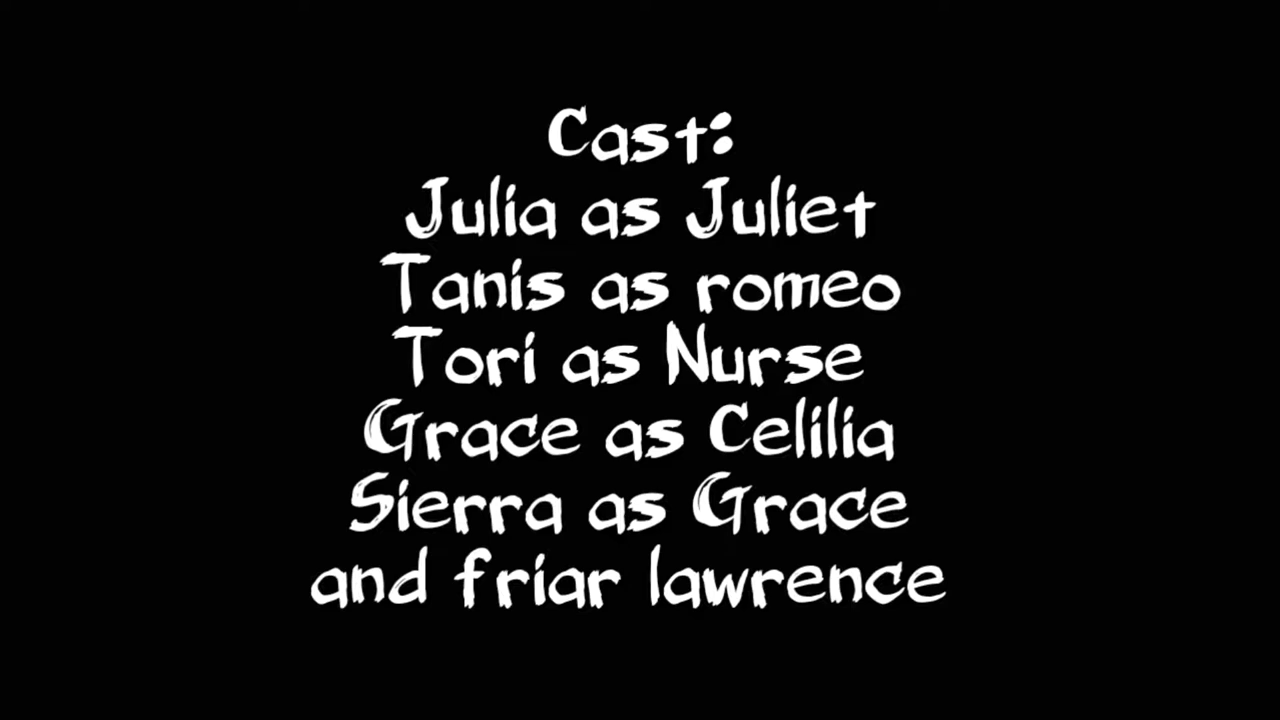 Cast:
Julia as Juliet
Tanis as romeo
Tori as Nurse
Grace as Celilia
Sierra as Grace
and friar lawrence